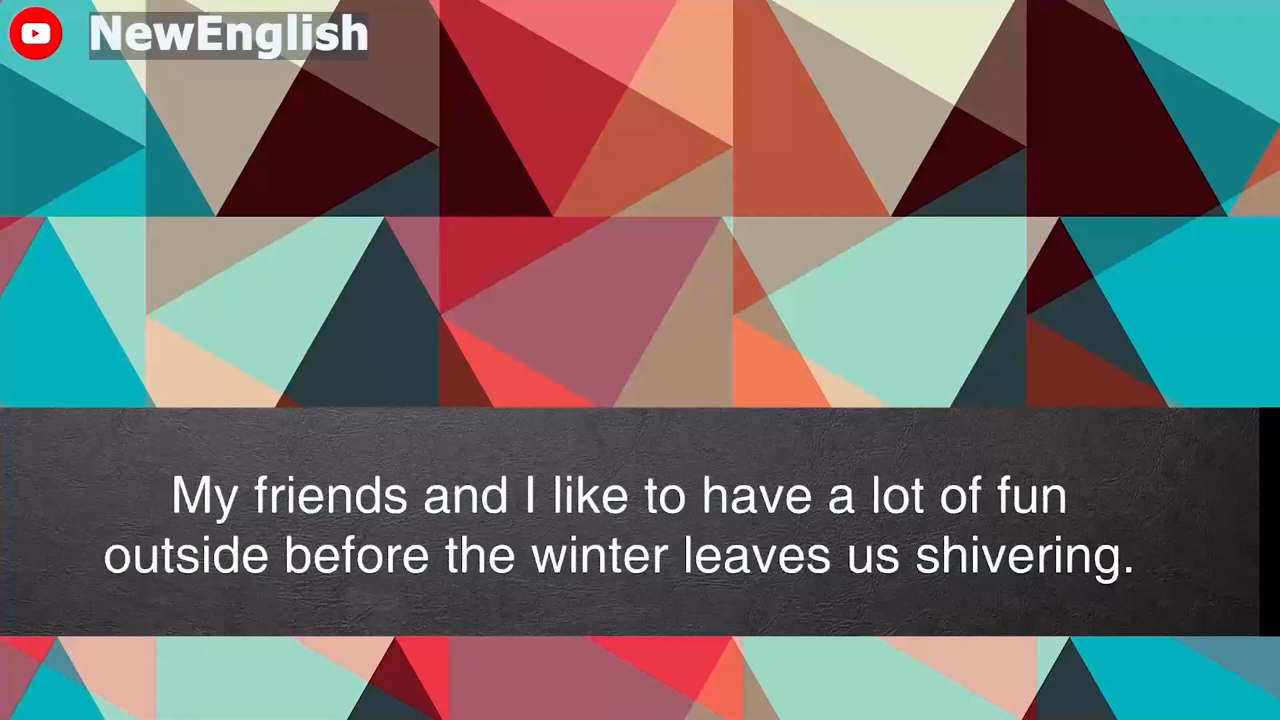 NewEnglish
My friends and I like to have a lot of fun
outside before the winter leaves us shivering.